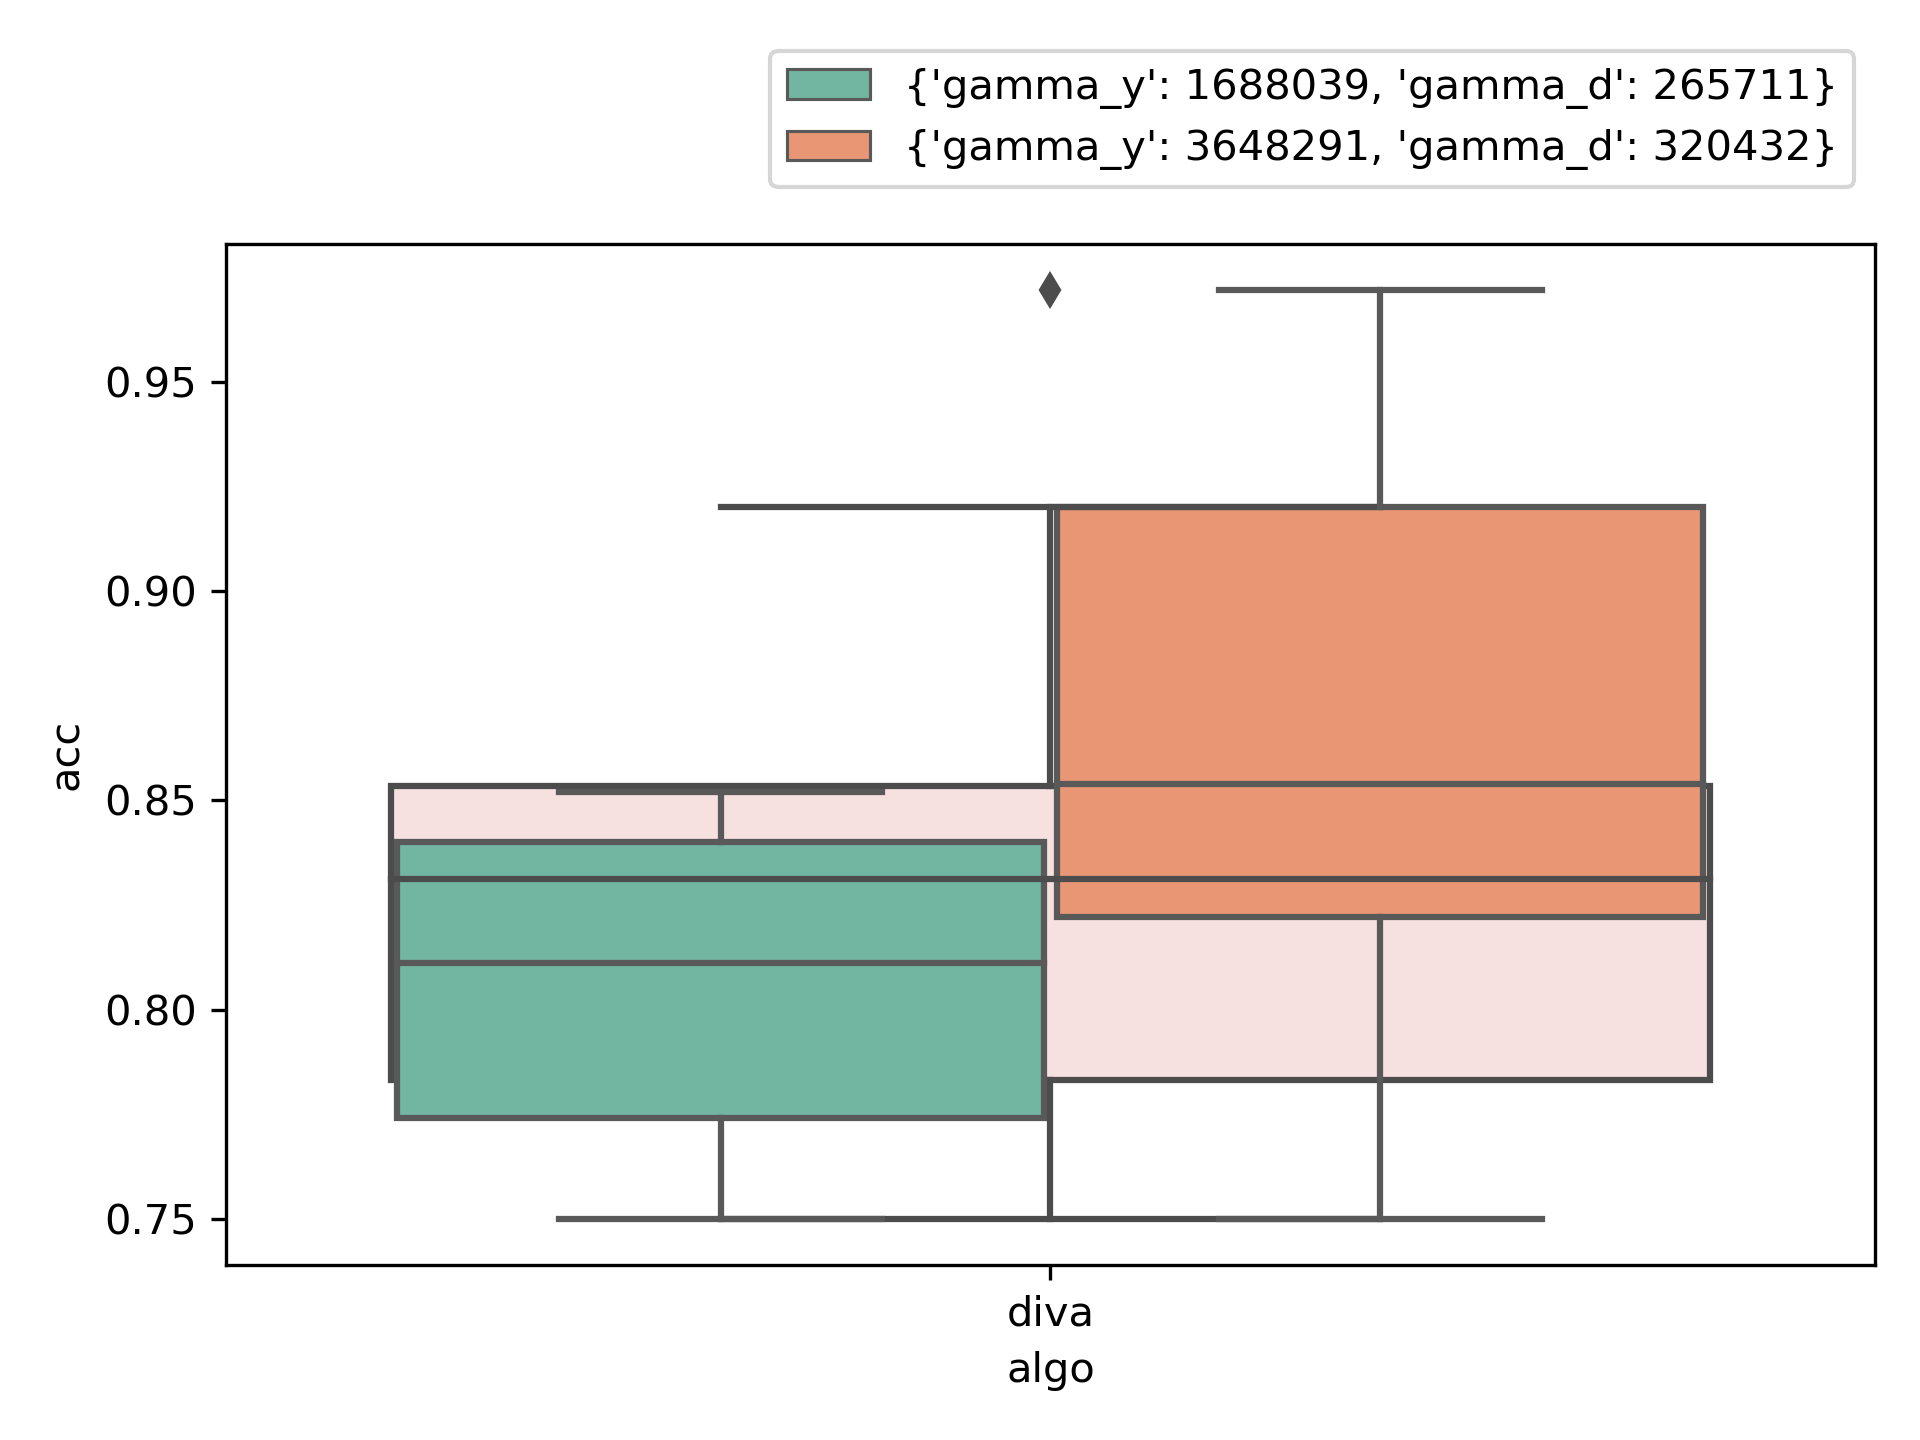 {'gamma_y': 1688039, 'gamma_d': 265711}
{'gamma_y': 3648291, 'gamma_d': 320432}
0.95
0.90
0.85
0.80
0.75
acc
diva
algo